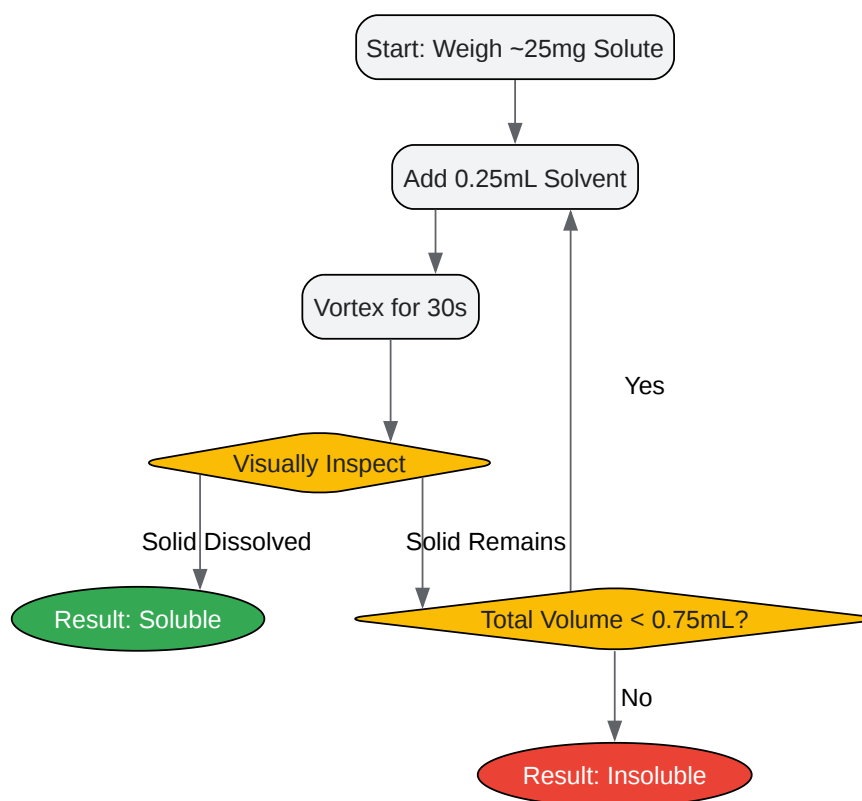 Start: Weigh ~25mg Solute
Add 0.25mL Solvent
Vortex for 30s
Yes
Visually Inspect
Solid Dissolved
Solid Remains
Result: Soluble
Total Volume < 0.75mL?
No
Result: Insoluble